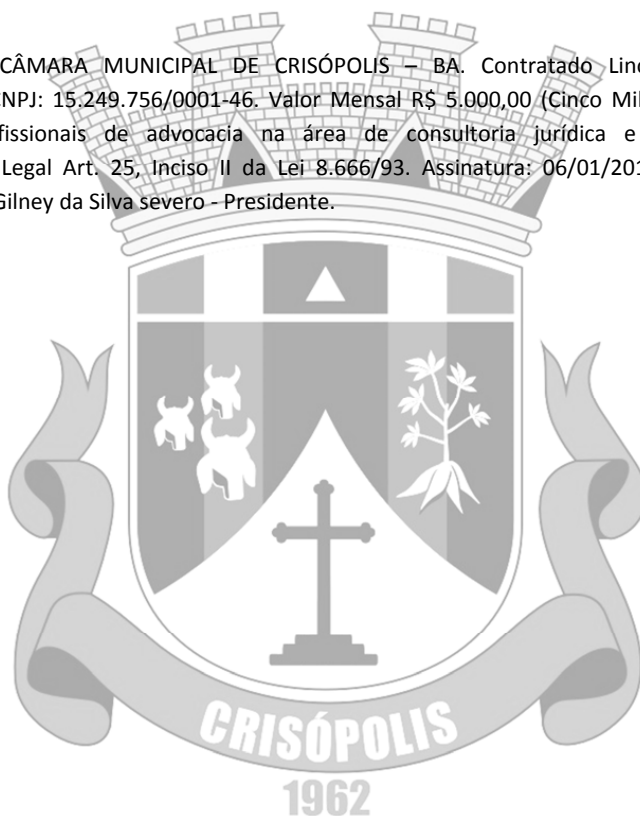 CÂMARA MUNICIPAL DE CRISÓPOLIS – BA. Contratado
CNPJ: 15.249.756/0001-46. Valor Mensal R$ 5.000,00 (Cinco Mil
de advocacia na área de consultoria jurídica e
Legal Art. 25, Inciso II da Lei 8.666/93. Assinatura: 06/01/201
Gilney da Silva severo - Presidente.
CRISÓPOLIS
1962